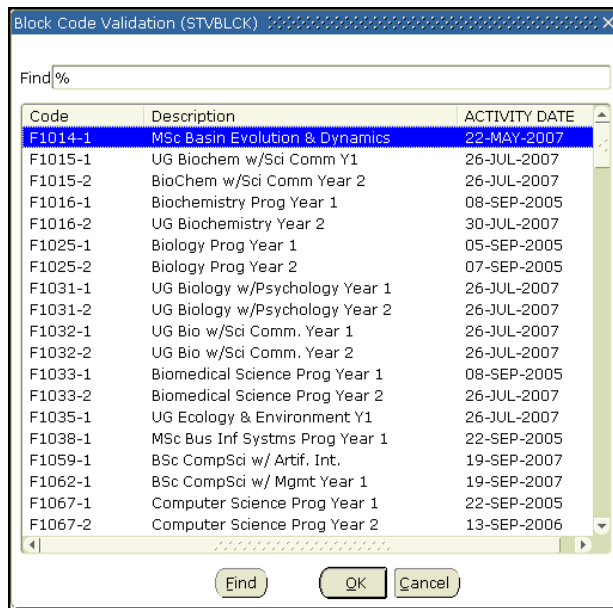 Block Code Validation (STVBLCK)
Find %
Code Description ACTIVITY DATE
F1014-1 MSc Basin Evolution & Dynamics 22-MAY-2007
F1015-1 UG Biochem w/Sci Comm Y1 26-JUL-2007
F1015-2 BioChem w/Sci Comm Year 2 26-JUL-2007
F1016-1 Biochemistry Prog Year 1 08-SEP-2005
F1016-2 UG Biochemistry Year 2 30-JUL-2007
F1025-1 Biology Prog Year 1 05-SEP-2005
F1025-2 Biology Prog Year 2 07-SEP-2005
F1031-1 UG Biology w/Psychology Year 1 26-JUL-2007
F1031-2 UG Biology w/Psychology Year 2 26-JUL-2007
F1032-1 UG Bio w/Sci Comm. Year 1 26-JUL-2007
F1032-2 UG Bio w/Sci Comm. Year 2 26-JUL-2007
F1033-1 Biomedical Science Prog Year 1 08-SEP-2005
F1033-2 Biomedical Science Prog Year 2 26-JUL-2007
F1035-1 UG Ecology & Environment Y1 26-JUL-2007
F1038-1 MSc Bus Inf Systms Prog Year 1 22-SEP-2005
F1059-1 BSc CompSci w/ Artif. Int. 19-SEP-2007
F1062-1 BSc CompSci w/ Mgmt Year 1 19-SEP-2007
F1067-1 Computer Science Prog Year 1 22-SEP-2005
F1067-2 Computer Science Prog Year 2 13-SEP-2006
Find OK Cancel